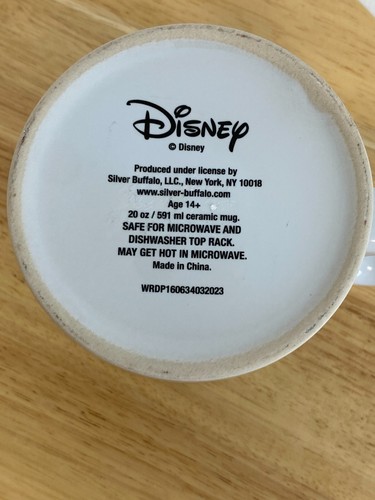 Disney
© Disney
Produced under license by
Silver Buffalo, LLC., New York, NY 10018
www.silver-buffalo.com
Age 14+
20 oz / 591 ml ceramic mug.
SAFE FOR MICROWAVE AND
DISHWASHER TOP RACK.
MAY GET HOT IN MICROWAVE.
Made in China.
WRDP160634032023